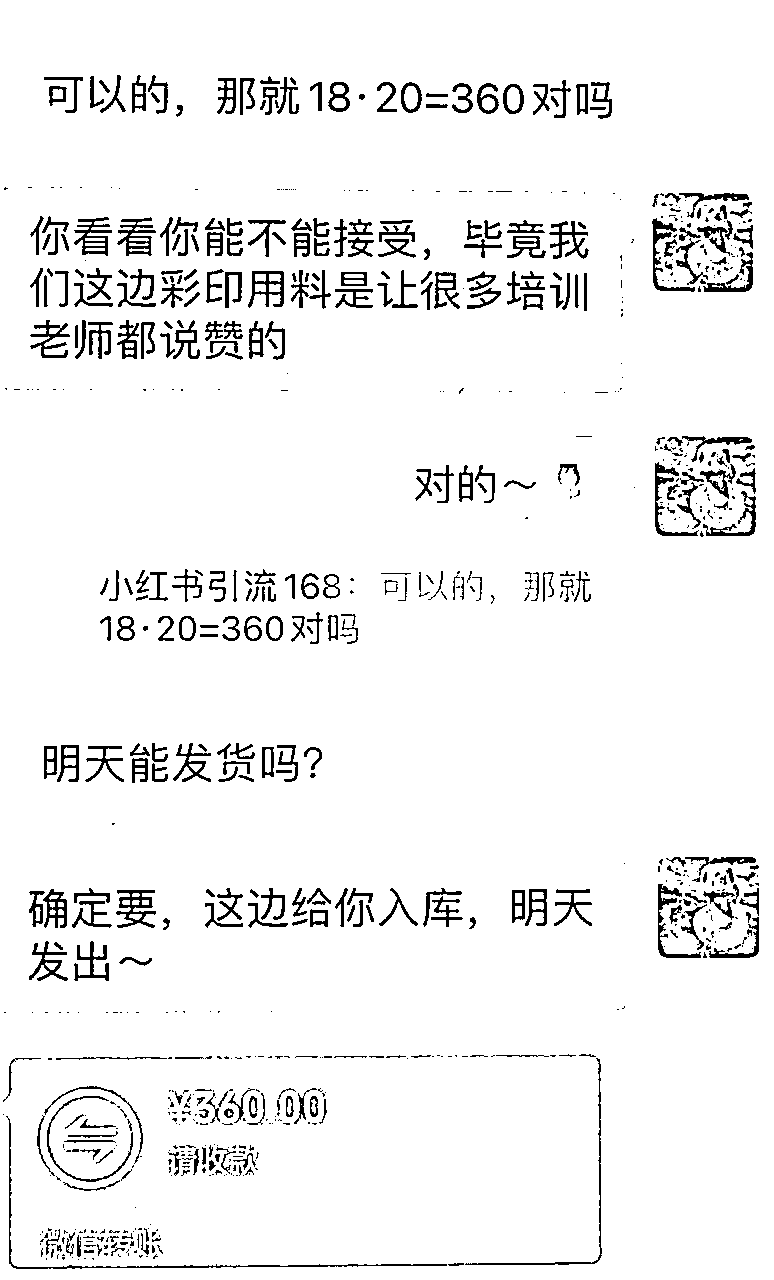 可以的，那就18·20=360对吗
你看看你能不能接受，毕竟我
们这边彩印用料是让很多培训
老师都说赞的
对的～
小红书引流168：可以的，那就
18·20=360对吗
明天能发货吗？
确定要，这边给你入库，明天
发出～
¥360.00
请收款
微信转账